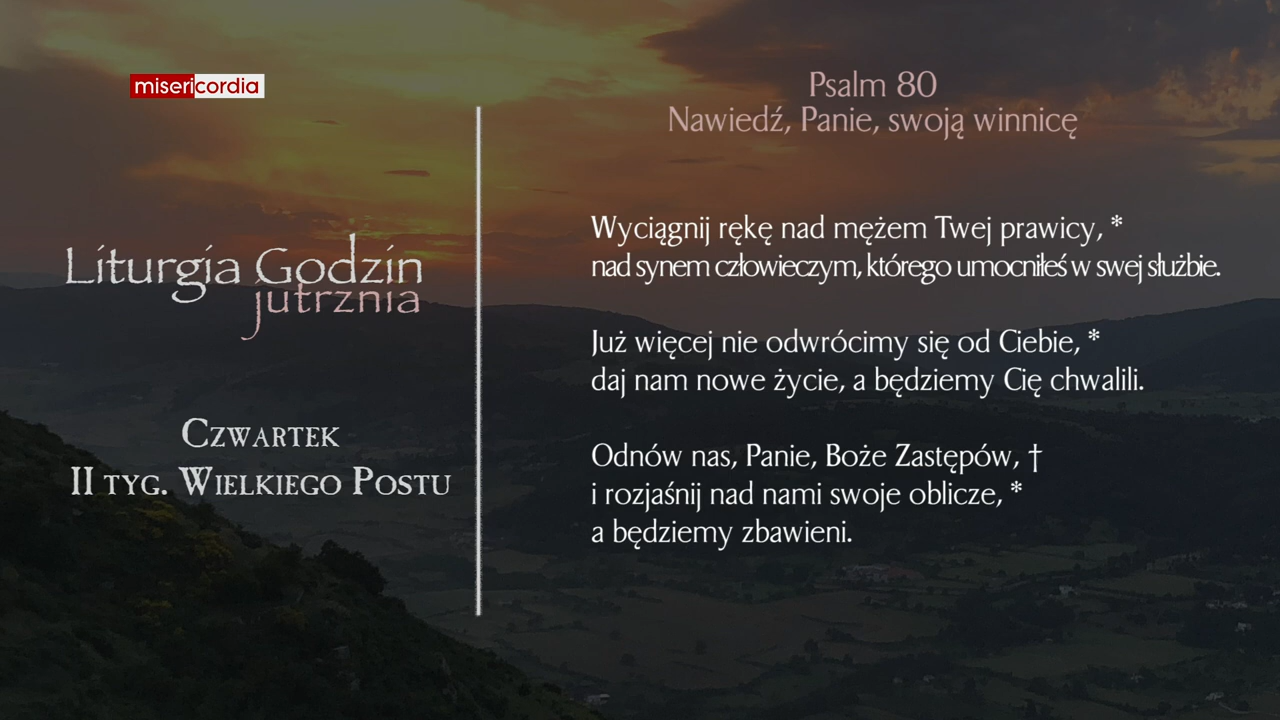 misericordia
Liturgia Godzin
jutrznia
Czwartek
II tyg. Wielkiego Postu
Psalm 80
Nawiedź, Panie, swoją winnicę
Wyciągnij rękę nad mężem Twej prawicy, *
nad synem człowieczym, którego umocniłeś w swej służbie.
Już więcej nie odwrócimy się od Ciebie, *
daj nam nowe życie, a będziemy Cię chwalili.
Odnów nas, Panie, Boże Zastępów, †
i rozjaśnij nad nami swoje oblicze, *
a będziemy zbawieni.